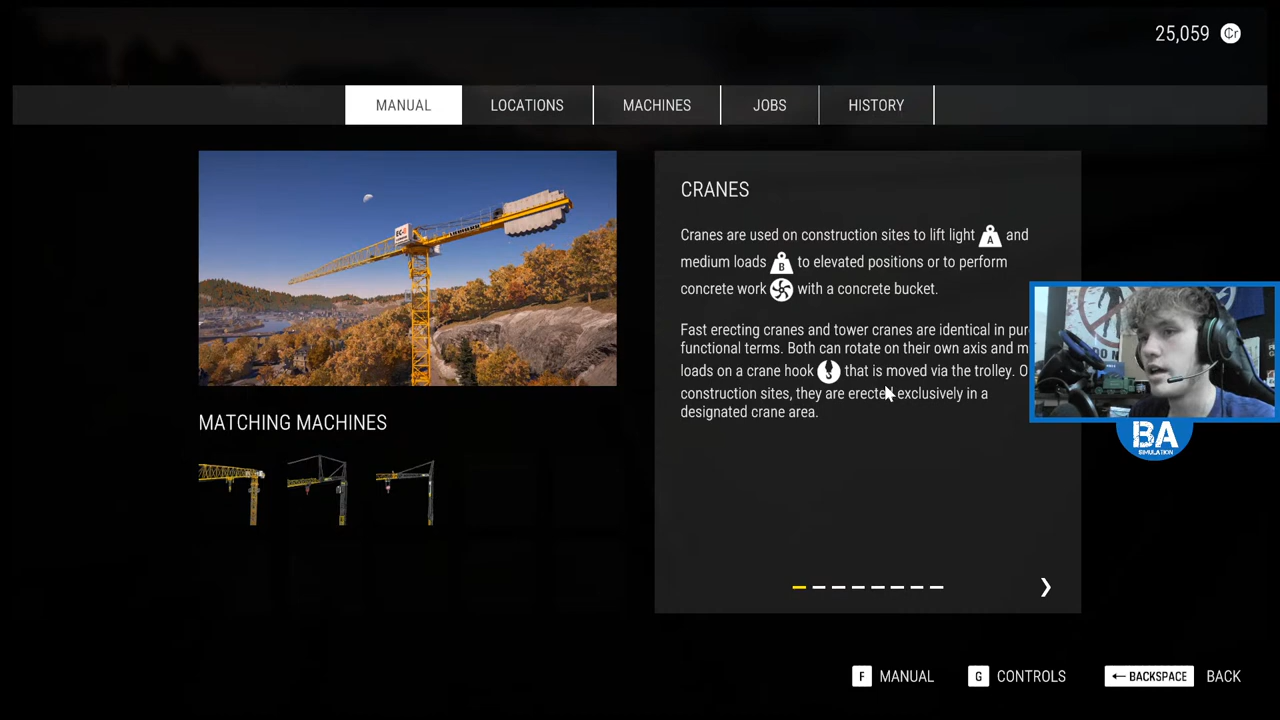 25,059
MANUAL LOCATIONS MACHINES JOBS HISTORY
CRANES
Cranes are used on construction sites to lift light A and
medium loads B to elevated positions or to perform
concrete work with a concrete bucket.
Fast erecting cranes and tower cranes are identical in
functional terms. Both can rotate on their own axis and
loads on a crane hook that is moved via the trolley.
construction sites, they are erected exclusively in a
designated crane area.
MATCHING MACHINES
BA
SIMULATION
F MANUAL G CONTROLS ← BACKSPACE BACK